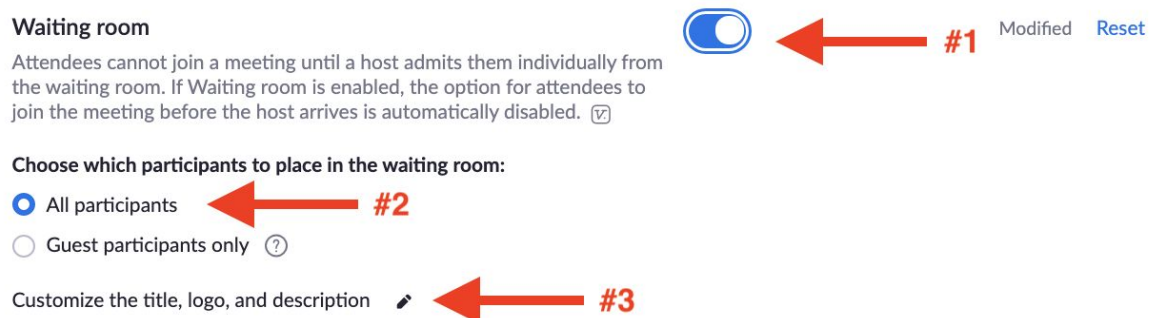 Waiting room #1 Modified Reset
Attendees cannot join a meeting until a host admits them individually from
the waiting room. If Waiting room is enabled, the option for attendees to
join the meeting before the host arrives is automatically disabled.
Choose which participants to place in the waiting room:
All participants #2
Guest participants only ?
Customize the title, logo, and description #3